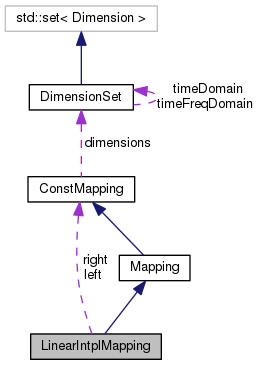 std::set< Dimension >
timeDomain
timeFreqDomain
DimensionSet
dimensions
ConstMapping
right
left
Mapping
LinearIntplMapping